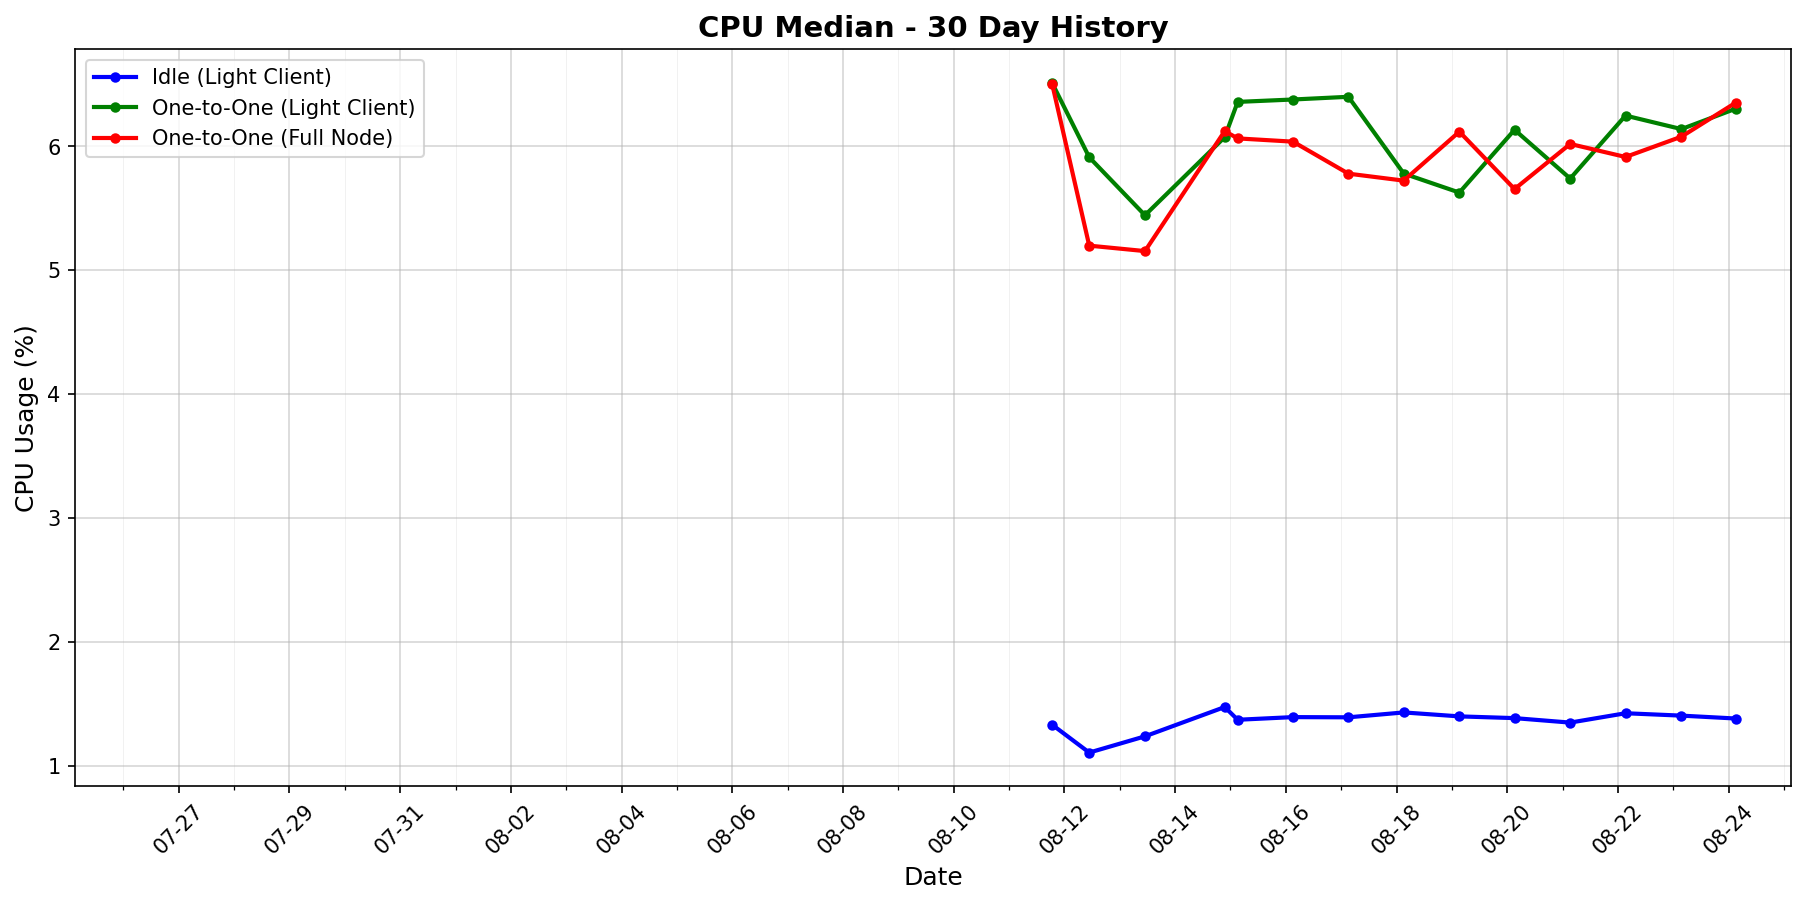 CPU Median - 30 Day History
Idle (Light Client)
One-to-One (Light Client)
One-to-One (Full Node)
CPU Usage (%)
6
5
4
3
2
1
07-27 07-29 07-31 08-02 08-04 08-06 08-08 08-10 08-12 08-14 08-16 08-18 08-20 08-22 08-24
Date